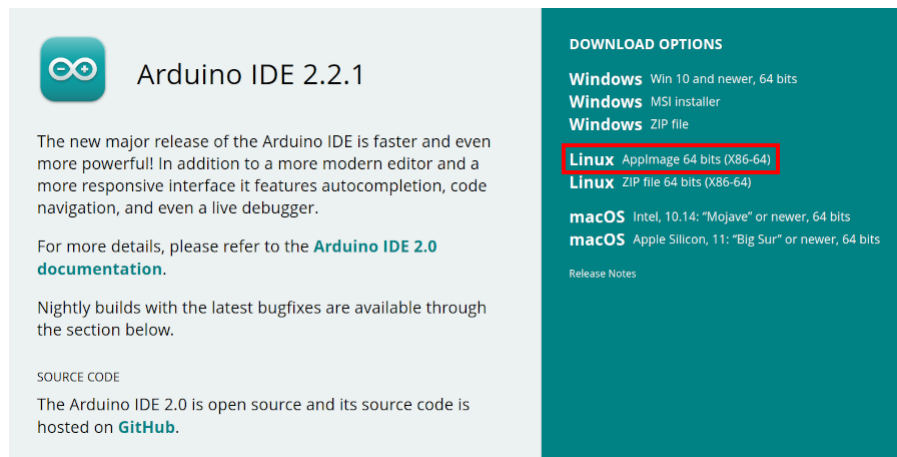 Arduino IDE 2.2.1
The new major release of the Arduino IDE is faster and even
more powerful! In addition to a more modern editor and a
more responsive interface it features autocompletion, code
navigation, and even a live debugger.
For more details, please refer to the Arduino IDE 2.0
documentation.
Nightly builds with the latest bugfixes are available through
the section below.
SOURCE CODE
The Arduino IDE 2.0 is open source and its source code is
hosted on GitHub.
DOWNLOAD OPTIONS
Windows Win 10 and newer, 64 bits
Windows MSI installer
Windows ZIP file
Linux AppImage 64 bits (X86-64)
Linux ZIP file 64 bits (X86-64)
macOS Intel, 10.14: “Mojave” or newer, 64 bits
macOS Apple Silicon, 11: “Big Sur” or newer, 64 bits
Release Notes